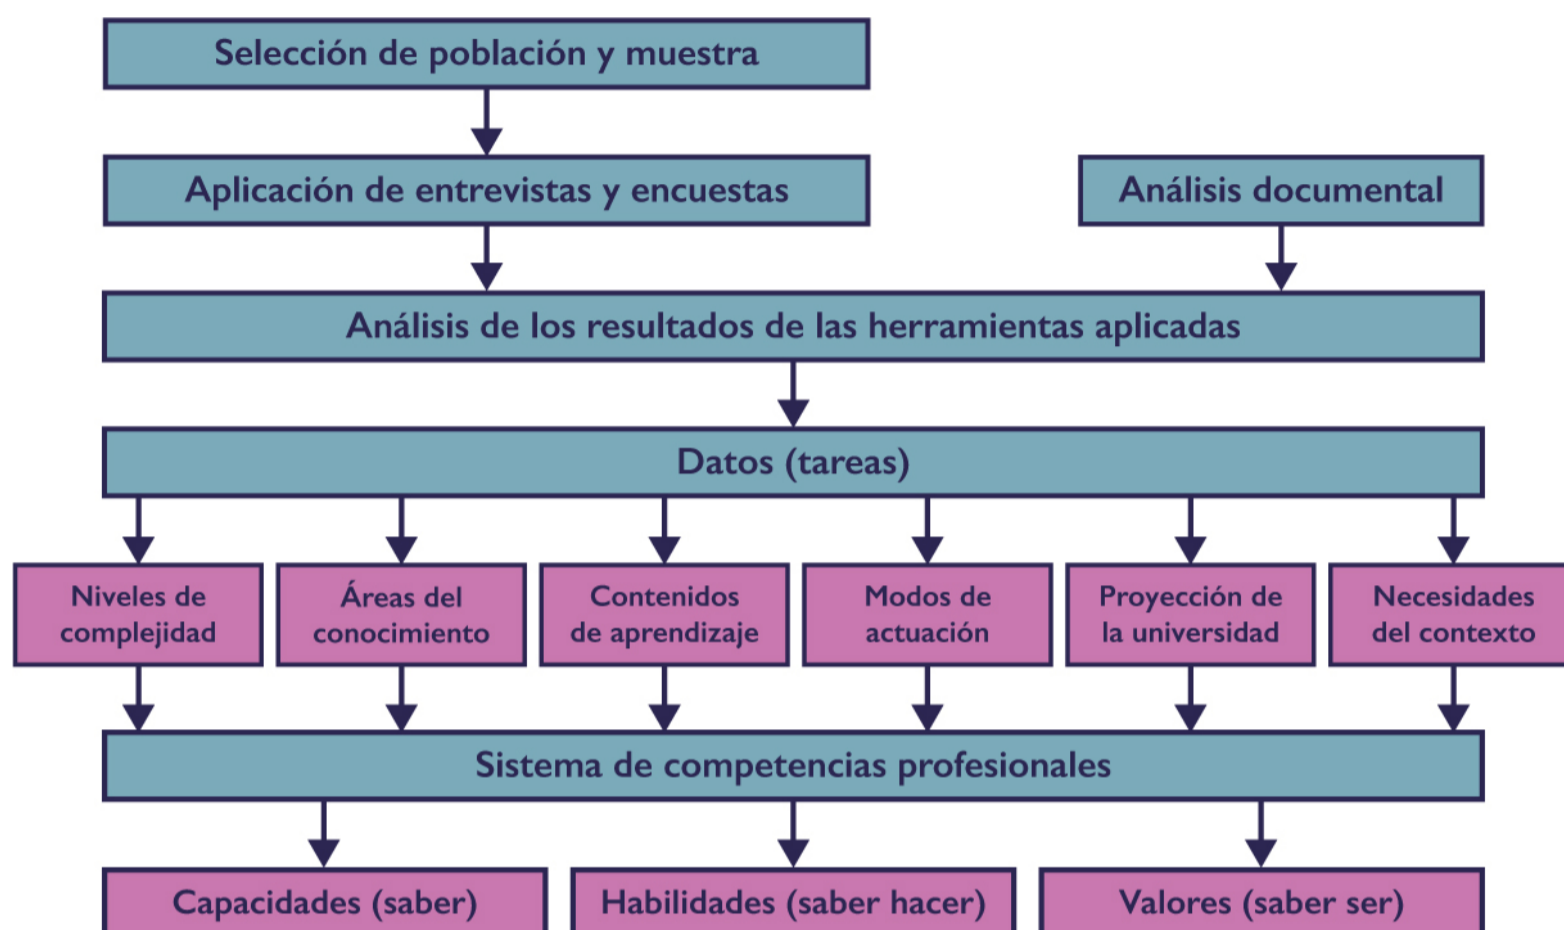 Selección de población y muestra
Aplicación de entrevistas y encuestas
Análisis documental
Análisis de los resultados de las herramientas aplicadas
Datos (tareas)
Niveles de
complejidad
Áreas del
conocimiento
Contenidos
de aprendizaje
Modos de
actuación
Proyección de
la universidad
Necesidades
del contexto
Sistema de competencias profesionales
Capacidades (saber)
Habilidades (saber hacer)
Valores (saber ser)